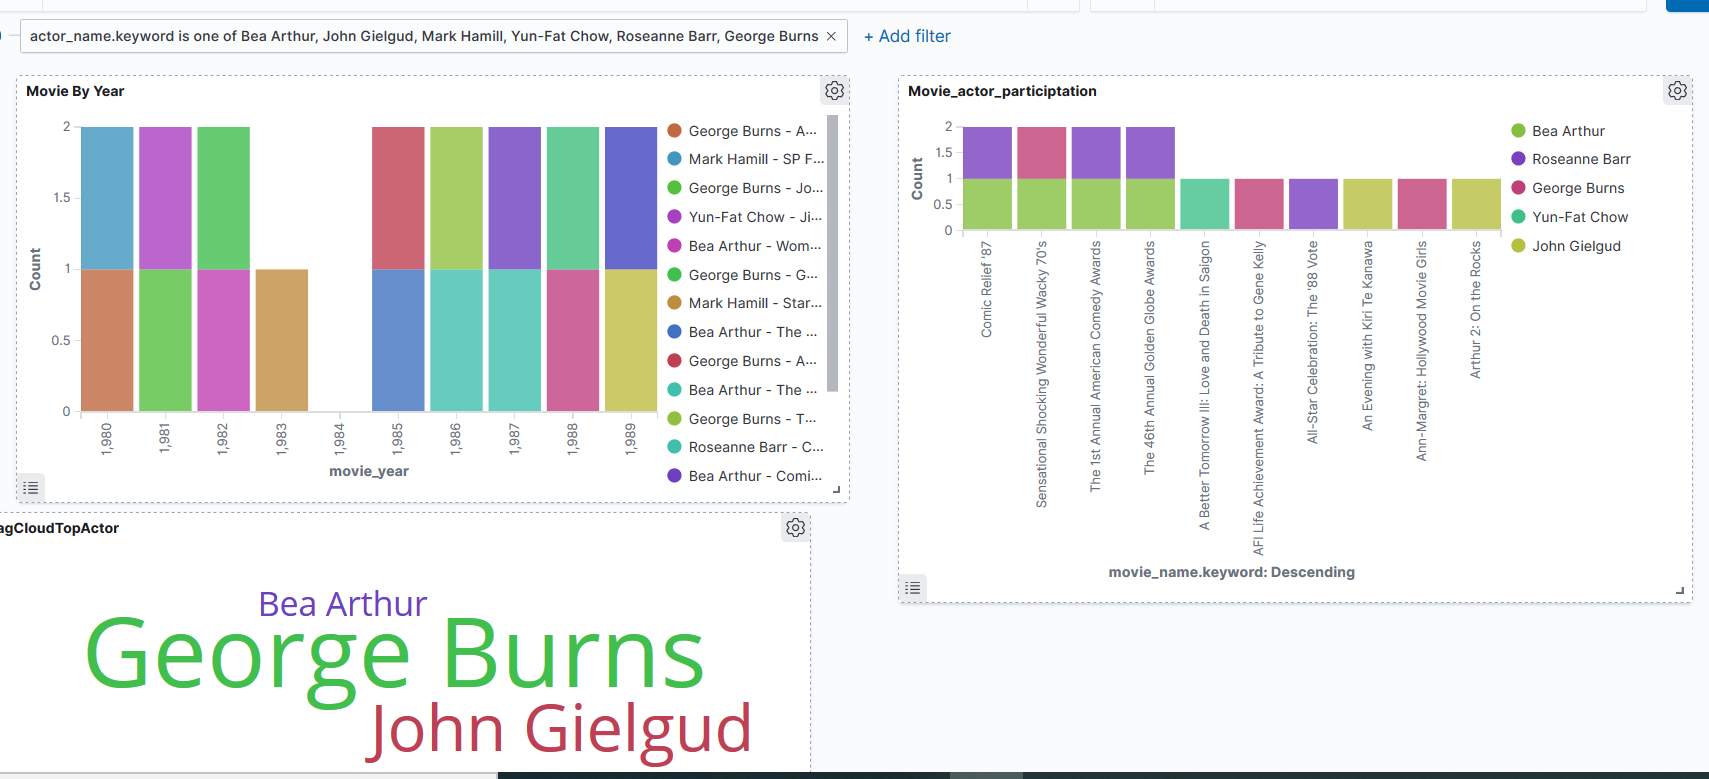 actor_name.keyword is one of Bea Arthur, John Gielgud, Mark Hamill, Yun-Fat Chow, Roseanne Barr, George Burns ×
+ Add filter
Movie By Year
2
1.5
1
0.5
0
Count
1,980
1,981
1,982
1,983
1,984
1,985
1,986
1,987
1,988
1,989
movie_year
George Burns - A...
Mark Hamill - SP F...
George Burns - Jo...
Yun-Fat Chow - Ji...
Bea Arthur - Wom...
George Burns - G...
Mark Hamill - Star...
Bea Arthur - The ...
George Burns - A...
Bea Arthur - The ...
George Burns - T...
Roseanne Barr - C...
Bea Arthur - Comi...
Movie_actor_participtation
2
1.5
1
0.5
0
Count
Comic Relief '87
Sensational Shocking Wonderful Wacky 70's
The 1st Annual American Comedy Awards
The 46th Annual Golden Globe Awards
A Better Tomorrow III: Love and Death in Saigon
AFI Life Achievement Award: A Tribute to Gene Kelly
All-Star Celebration: The '88 Vote
An Evening with Kiri Te Kanawa
Ann-Margret: Hollywood Movie Girls
Arthur 2: On the Rocks
movie_name.keyword: Descending
Bea Arthur
Roseanne Barr
George Burns
Yun-Fat Chow
John Gielgud
agCloudTopActor
Bea Arthur
George Burns
John Gielgud